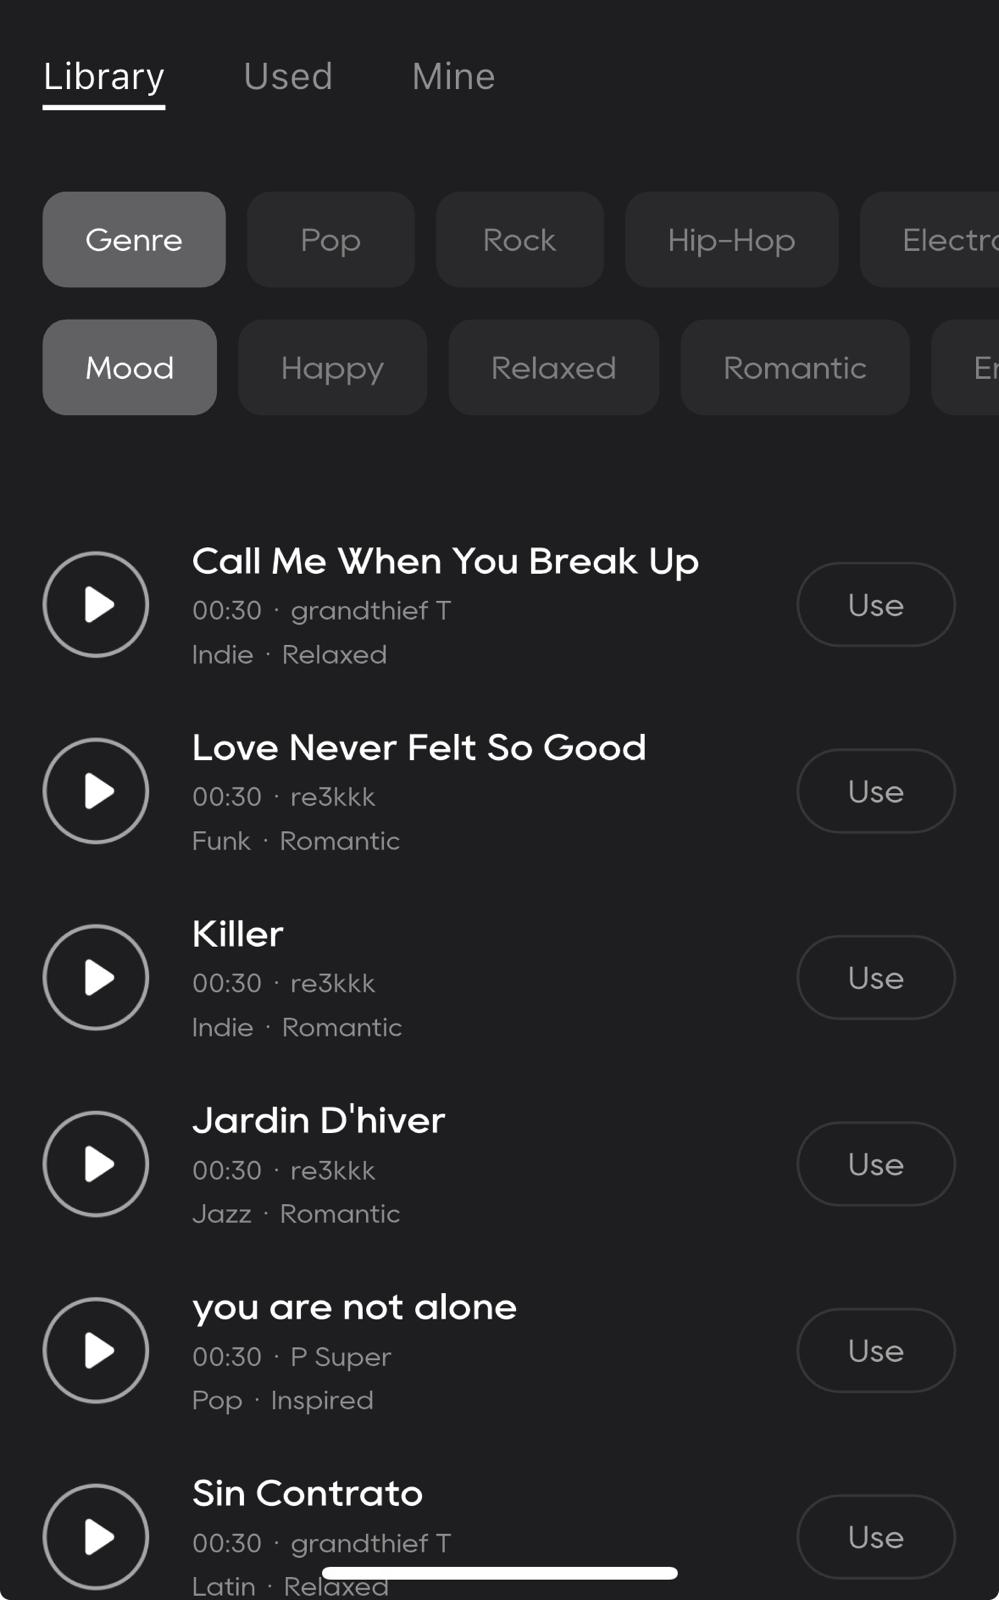 Library Used Mine
Genre Pop Rock Hip-Hop
Mood Happy Relaxed Romantic
Call Me When You Break Up
00:30 · grandthief T
Use
Indie · Relaxed
Love Never Felt So Good
00:30 · re3kkk
Use
Funk · Romantic
Killer
00:30 · re3kkk
Use
Indie · Romantic
Jardin D'hiver
00:30 · re3kkk
Use
Jazz · Romantic
you are not alone
00:30 · P Super
Use
Pop · Inspired
Sin Contrato
00:30 · grandthief T
Use
Latin · Relaxed